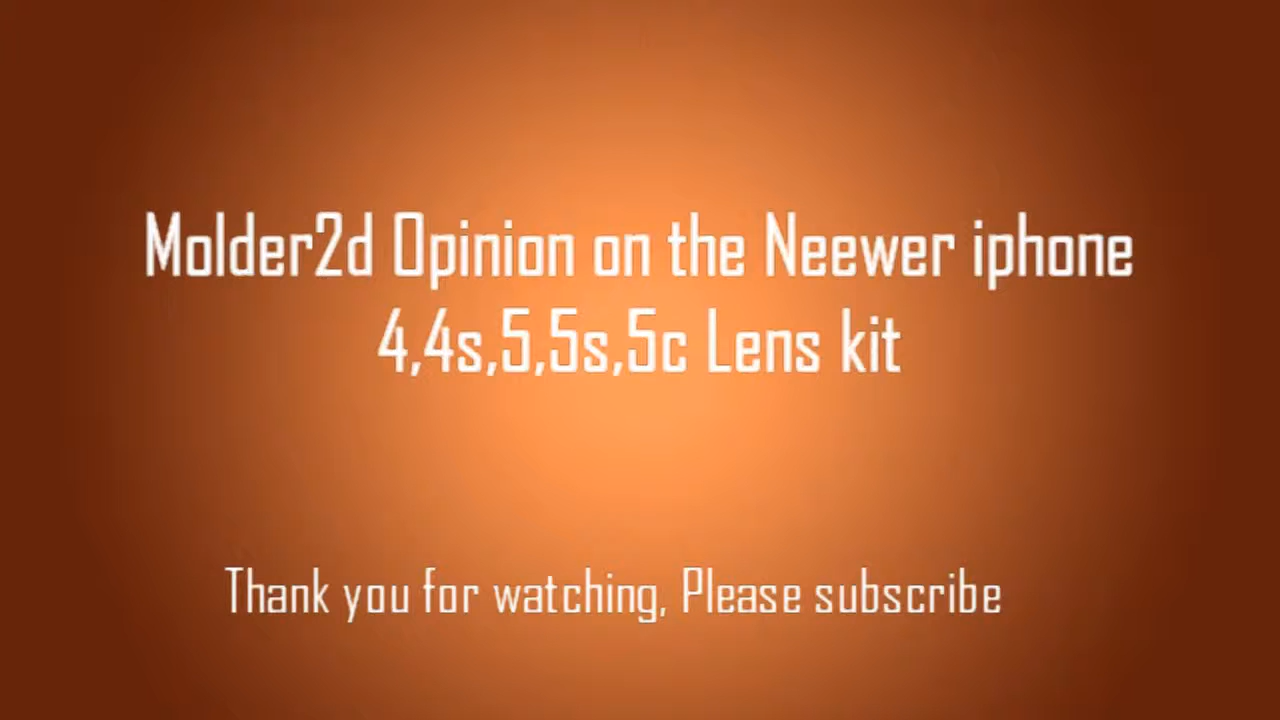 Molder2d Opinion on the Neewer iphone
4,4s,5,5s,5c Lens kit
Thank you for watching, Please subscribe